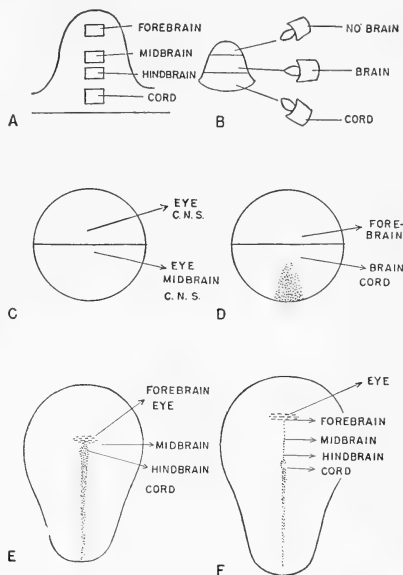 FOREBRAIN
MIDBRAIN
HINDBRAIN
CORD
A
NO BRAIN
BRAIN
CORD
B
EYE
C.N.S.
EYE
MIDBRAIN
C.N.S.
C
FORE-
BRAIN
BRAIN
CORD
D
FOREBRAIN
EYE
MIDBRAIN
HINDBRAIN
CORD
E
EYE
FOREBRAIN
MIDBRAIN
HINDBRAIN
CORD
F